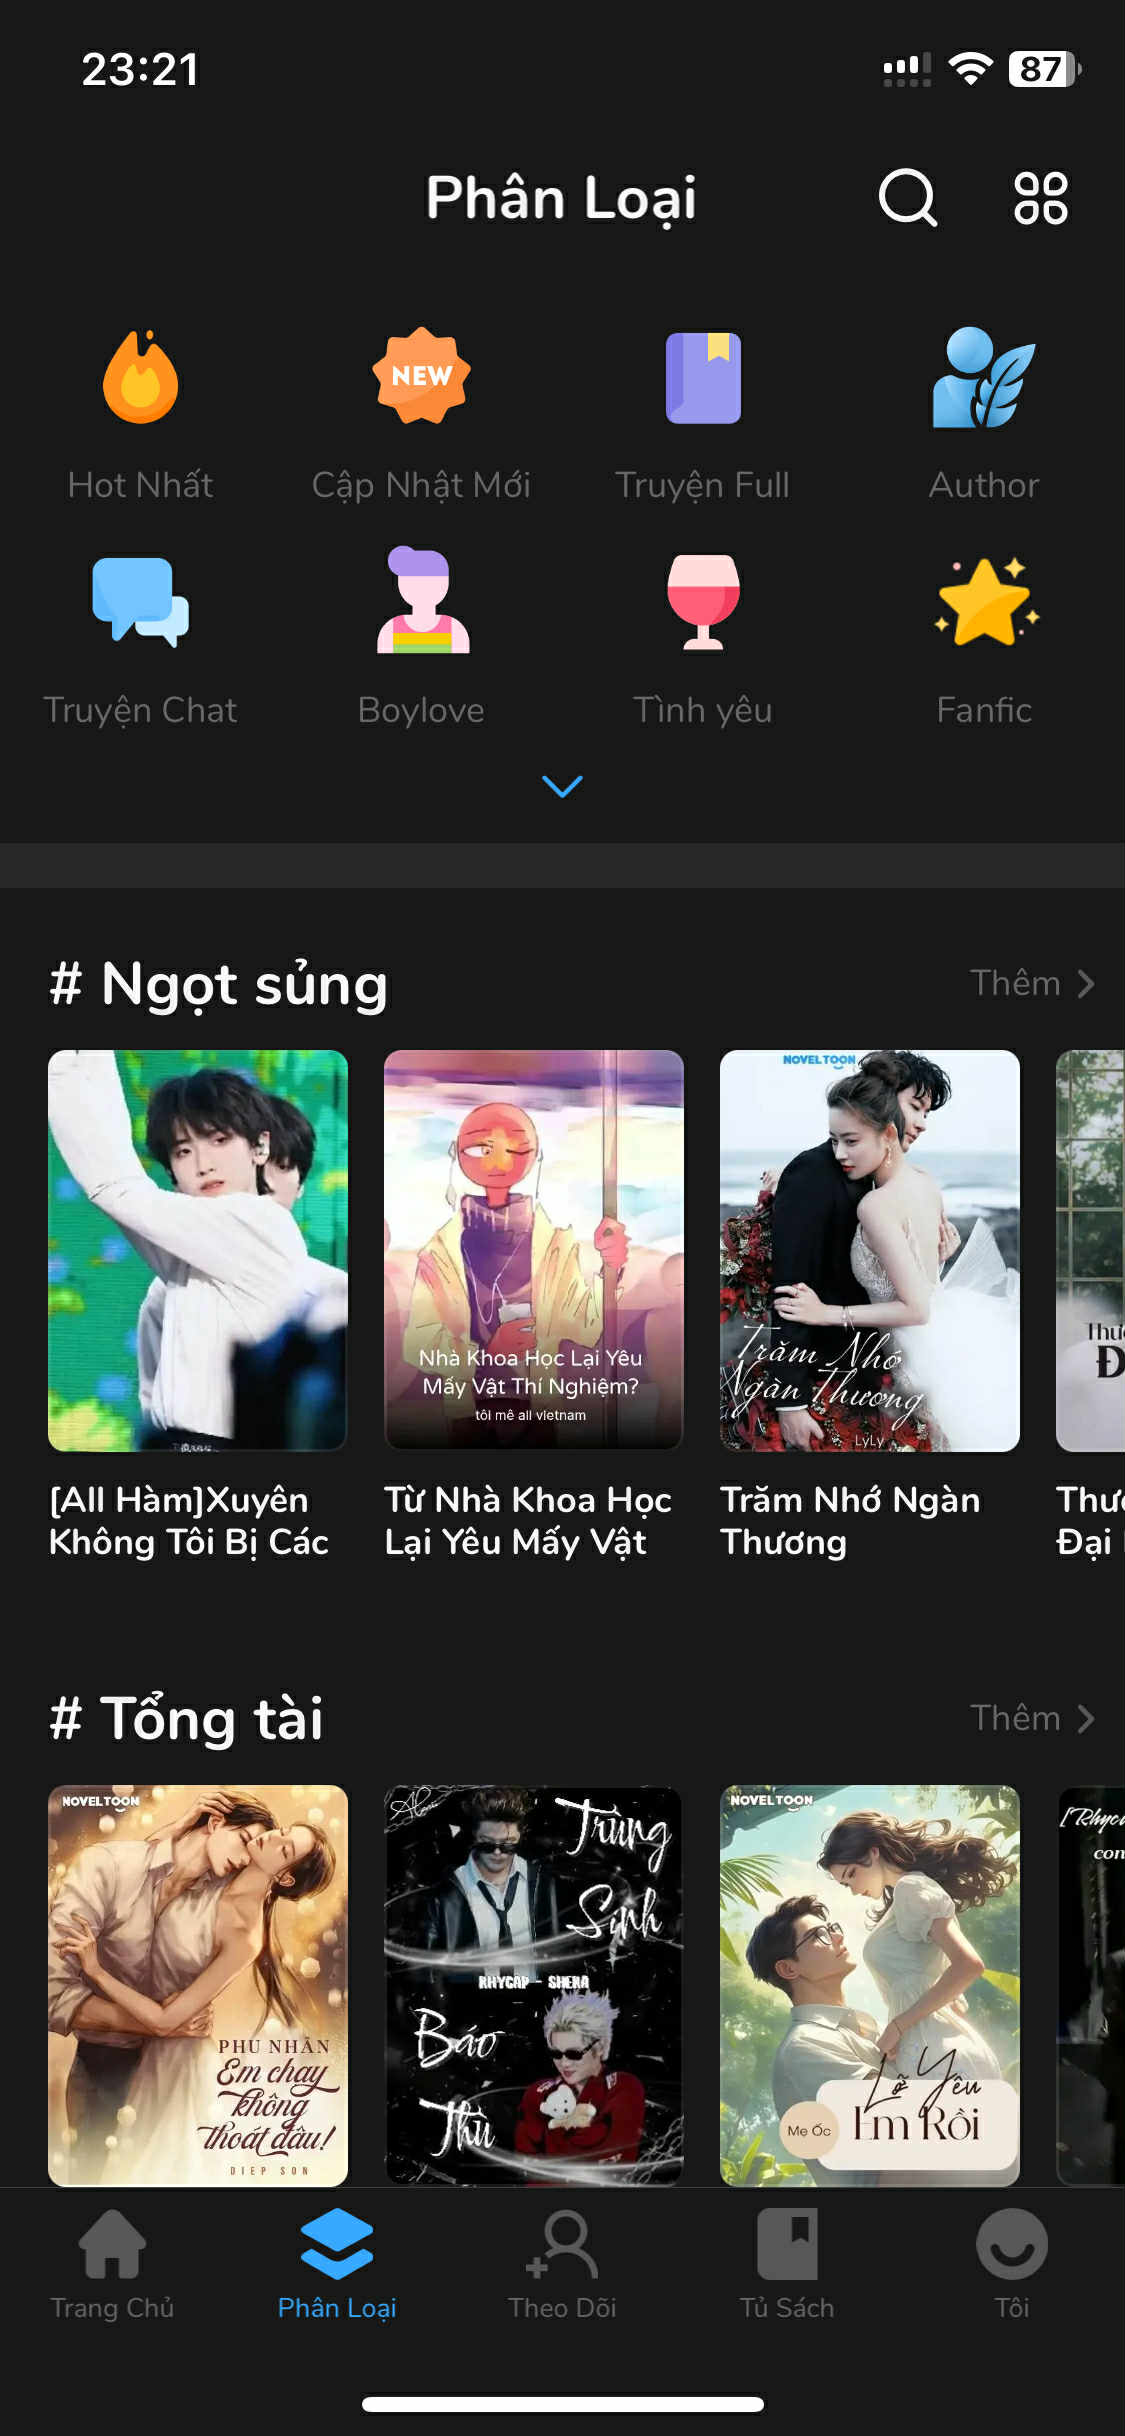 23:21
87
Phân Loại
NEW
Hot Nhất
Cập Nhật Mới
Truyện Full
Author
Truyện Chat
Boylove
Tình yêu
Fanfic
# Ngọt sủng
Thêm
NOVELTOON
Nhà Khoa Học Lại Yêu
Mấy Vật Thí Nghiệm?
tôi mê all vietnam
Trăm Nhớ
Ngàn Thương
LyLy
Đ
[All Hàm]Xuyên
Không Tôi Bị Các
Từ Nhà Khoa Học
Lại Yêu Mấy Vật
Trăm Nhớ Ngàn
Thương
Thư
Đại
# Tổng tài
Thêm
NOVELTOON
PHU NHÂN
Em chạy
không
thoát đâu!
DIEP SON
Trùng
Sinh
RHYCAP - SHEKA
Báo
Thù
NOVELTOON
Lỡ Yêu
Em Rồi
Mẹ Ốc
[Rhyc
con
Trang Chủ
Phân Loại
Theo Dõi
Tủ Sách
Tôi